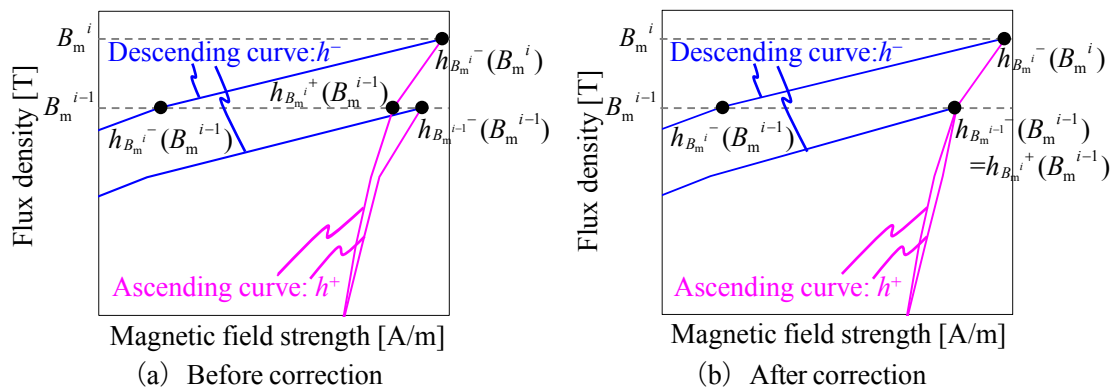 B_m^i
Descending curve:h⁻
h_{B_m^i}⁻(B_m^i)
B_m^{i-1}
h_{B_m^i}⁺(B_m^{i-1})
h_{B_m^i}⁻(B_m^{i-1})
h_{B_m^{i-1}}⁻(B_m^{i-1})
Flux density [T]
Ascending curve: h⁺
Magnetic field strength [A/m]
(a) Before correction
B_m^i
Descending curve:h⁻
h_{B_m^i}⁻(B_m^i)
B_m^{i-1}
h_{B_m^i}⁻(B_m^{i-1})
h_{B_m^{i-1}}⁻(B_m^{i-1})
=h_{B_m^i}⁺(B_m^{i-1})
Flux density [T]
Ascending curve: h⁺
Magnetic field strength [A/m]
(b) After correction